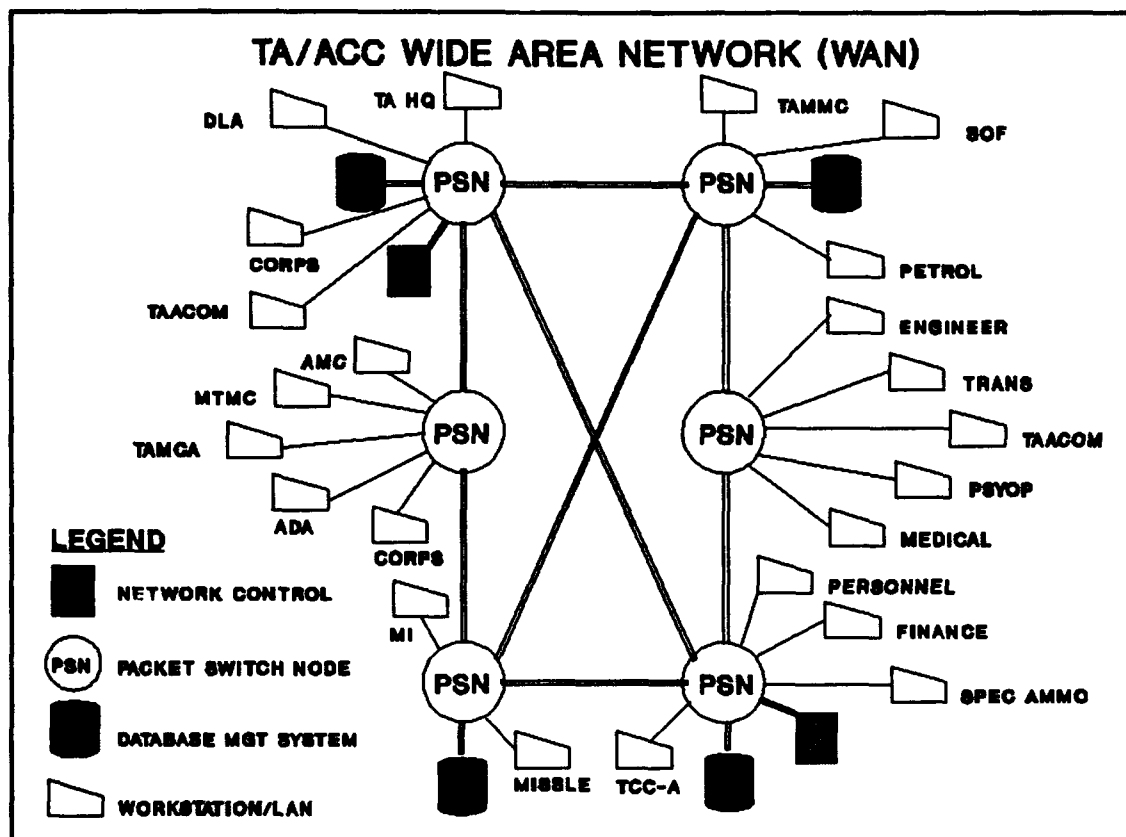 TA/ACC WIDE AREA NETWORK (WAN)
TA HQ
TAMMC
DLA
SOF
PSN
PSN
CORPS
PETROL
TAACOM
ENGINEER
AMC
MTMC
TRANS
TAMCA
PSN
PSN
TAACOM
PSYOP
ADA
CORPS
MEDICAL
LEGEND
NETWORK CONTROL
PSN PACKET SWITCH NODE
DATABASE MGT SYSTEM
WORKSTATION/LAN
MI
PERSONNEL
FINANCE
PSN
PSN
SPEC AMMO
MISSLE
TCC-A